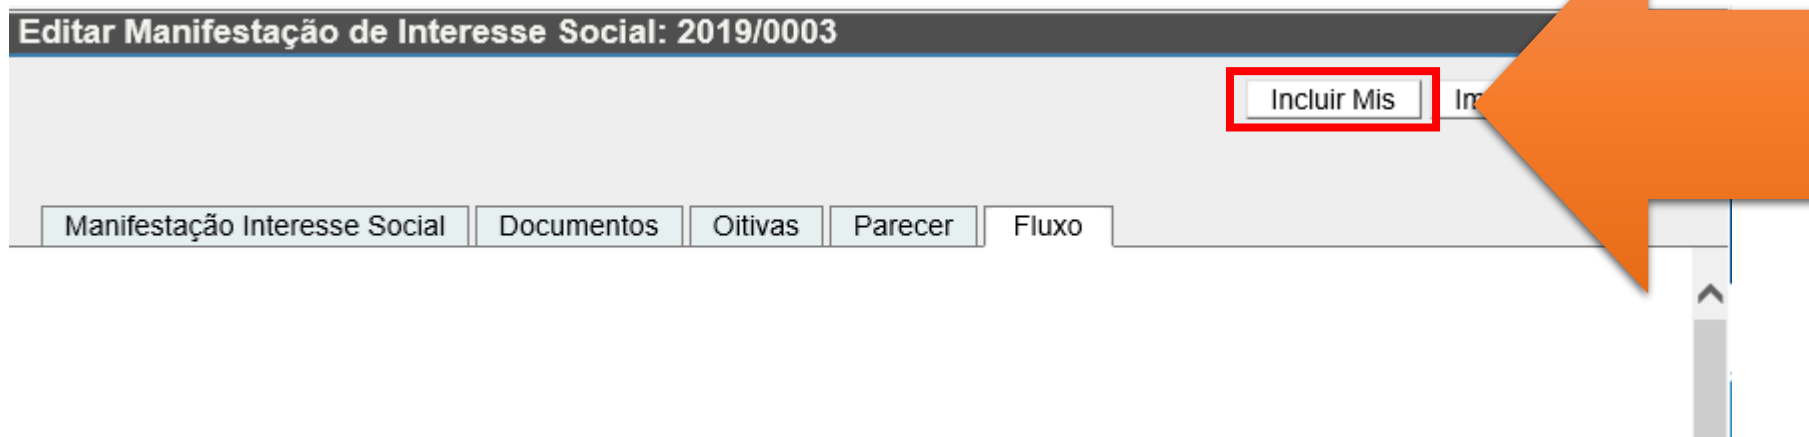 Editar Manifestação de Interesse Social: 2019/0003
Incluir Mis
Manifestação Interesse Social Documentos Oitivas Parecer Fluxo